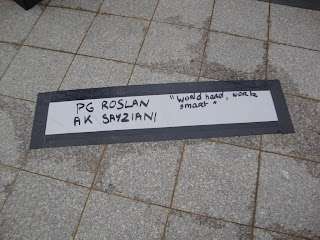 PG ROSLAN
AK SAYZIANI
"WORK hard, work
smart"